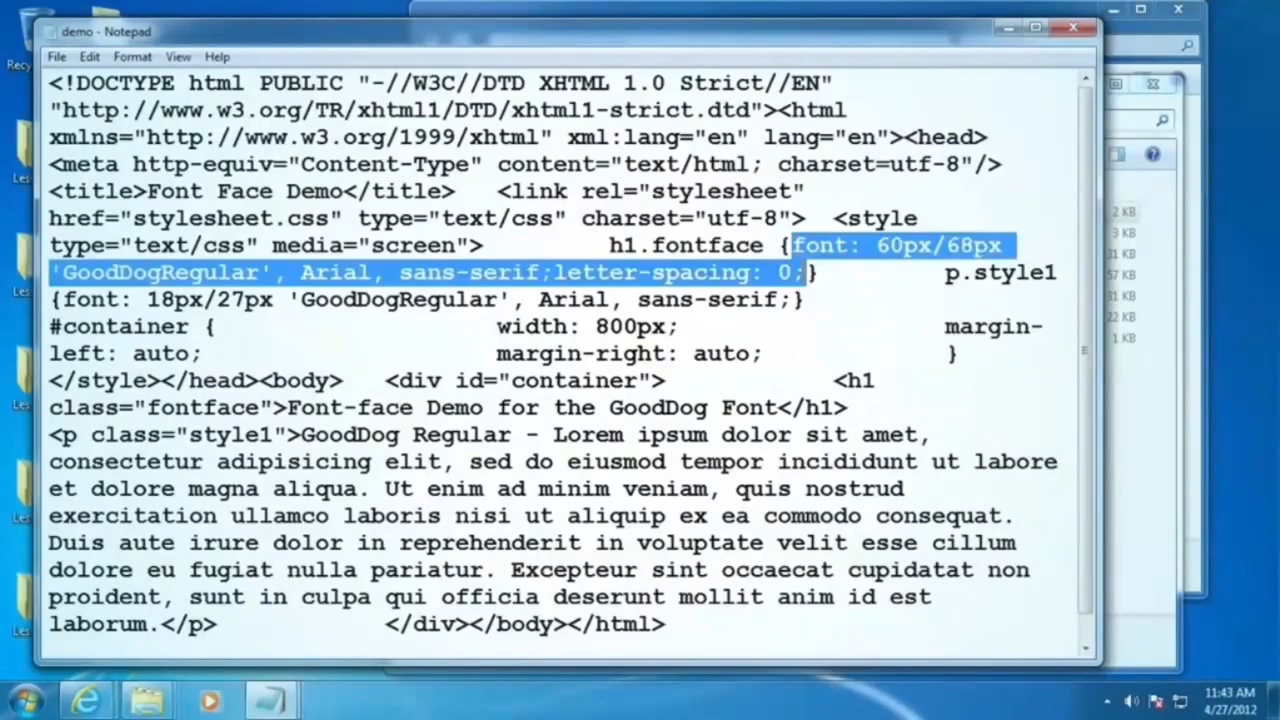 demo - Notepad
File Edit Format View Help
<!DOCTYPE html PUBLIC "-//W3C//DTD XHTML 1.0 Strict//EN"
"http://www.w3.org/TR/xhtml1/DTD/xhtml1-strict.dtd"><html
xmlns="http://www.w3.org/1999/xhtml" xml:lang="en" lang="en"><head>
<meta http-equiv="Content-Type" content="text/html; charset=utf-8"/>
<title>Font Face Demo</title> <link rel="stylesheet"
href="stylesheet.css" type="text/css" charset="utf-8"> <style
type="text/css" media="screen"> h1.fontface {font: 60px/68px
'GoodDogRegular', Arial, sans-serif;letter-spacing: 0;} p.style1
{font: 18px/27px 'GoodDogRegular', Arial, sans-serif;}
#container { width: 800px; margin-
left: auto; margin-right: auto; }
</style></head><body> <div id="container"> <h1
class="fontface">Font-face Demo for the GoodDog Font</h1>
<p class="style1">GoodDog Regular - Lorem ipsum dolor sit amet,
consectetur adipisicing elit, sed do eiusmod tempor incididunt ut labore
et dolore magna aliqua. Ut enim ad minim veniam, quis nostrud
exercitation ullamco laboris nisi ut aliquip ex ea commodo consequat.
Duis aute irure dolor in reprehenderit in voluptate velit esse cillum
dolore eu fugiat nulla pariatur. Excepteur sint occaecat cupidatat non
proident, sunt in culpa qui officia deserunt mollit anim id est
laborum.</p> </div></body></html>
2 KB
31 KB
57 KB
22 KB
1 KB
11:43 AM
4/27/2012